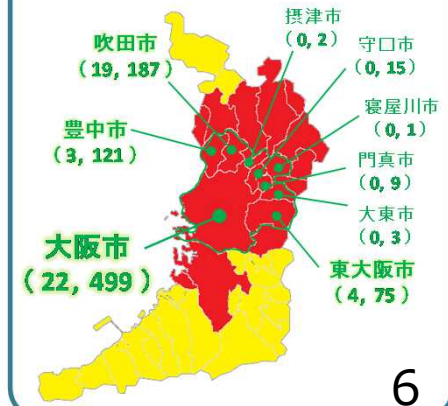 摂津市
(0, 2)
守口市
(0, 15)
吹田市
(19, 187)
寝屋川市
(0, 1)
豊中市
(3, 121)
門真市
(0, 9)
大東市
(0, 3)
大阪市
(22, 499)
東大阪市
(4, 75)
6